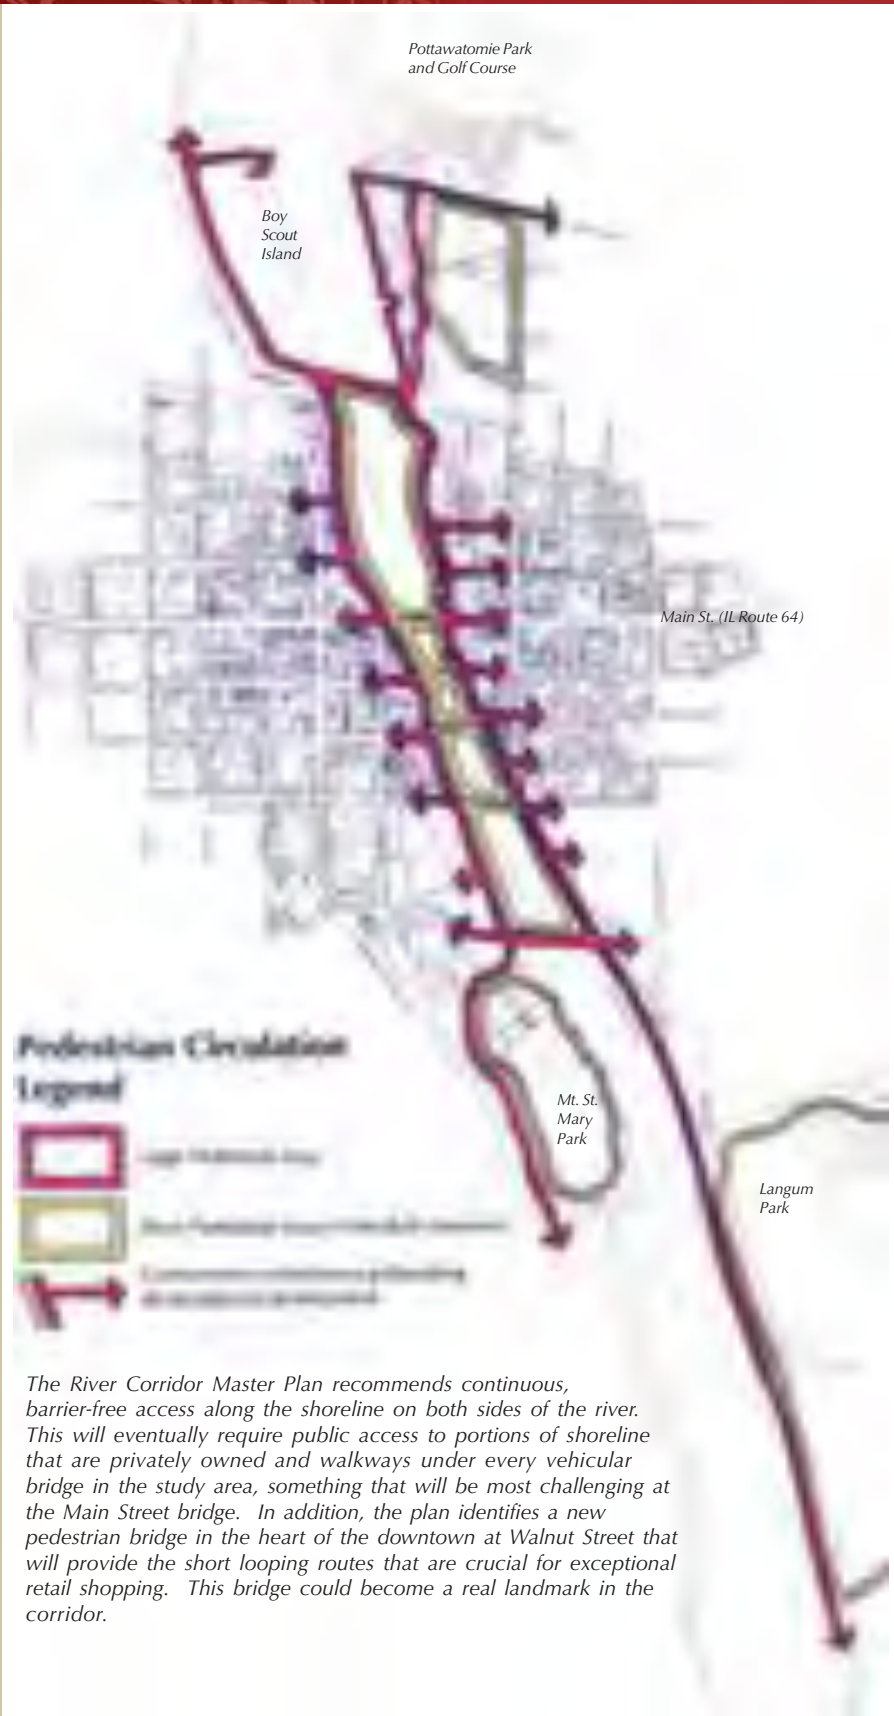 Pottawatomie Park
and Golf Course
Boy
Scout
Island
Main St. (IL Route 64)
Pedestrian Circulation
Legend
Mt. St.
Mary
Park
Langum
Park
The River Corridor Master Plan recommends continuous,
barrier-free access along the shoreline on both sides of the river.
This will eventually require public access to portions of shoreline
that are privately owned and walkways under every vehicular
bridge in the study area, something that will be most challenging at
the Main Street bridge. In addition, the plan identifies a new
pedestrian bridge in the heart of the downtown at Walnut Street that
will provide the short looping routes that are crucial for exceptional
retail shopping. This bridge could become a real landmark in the
corridor.